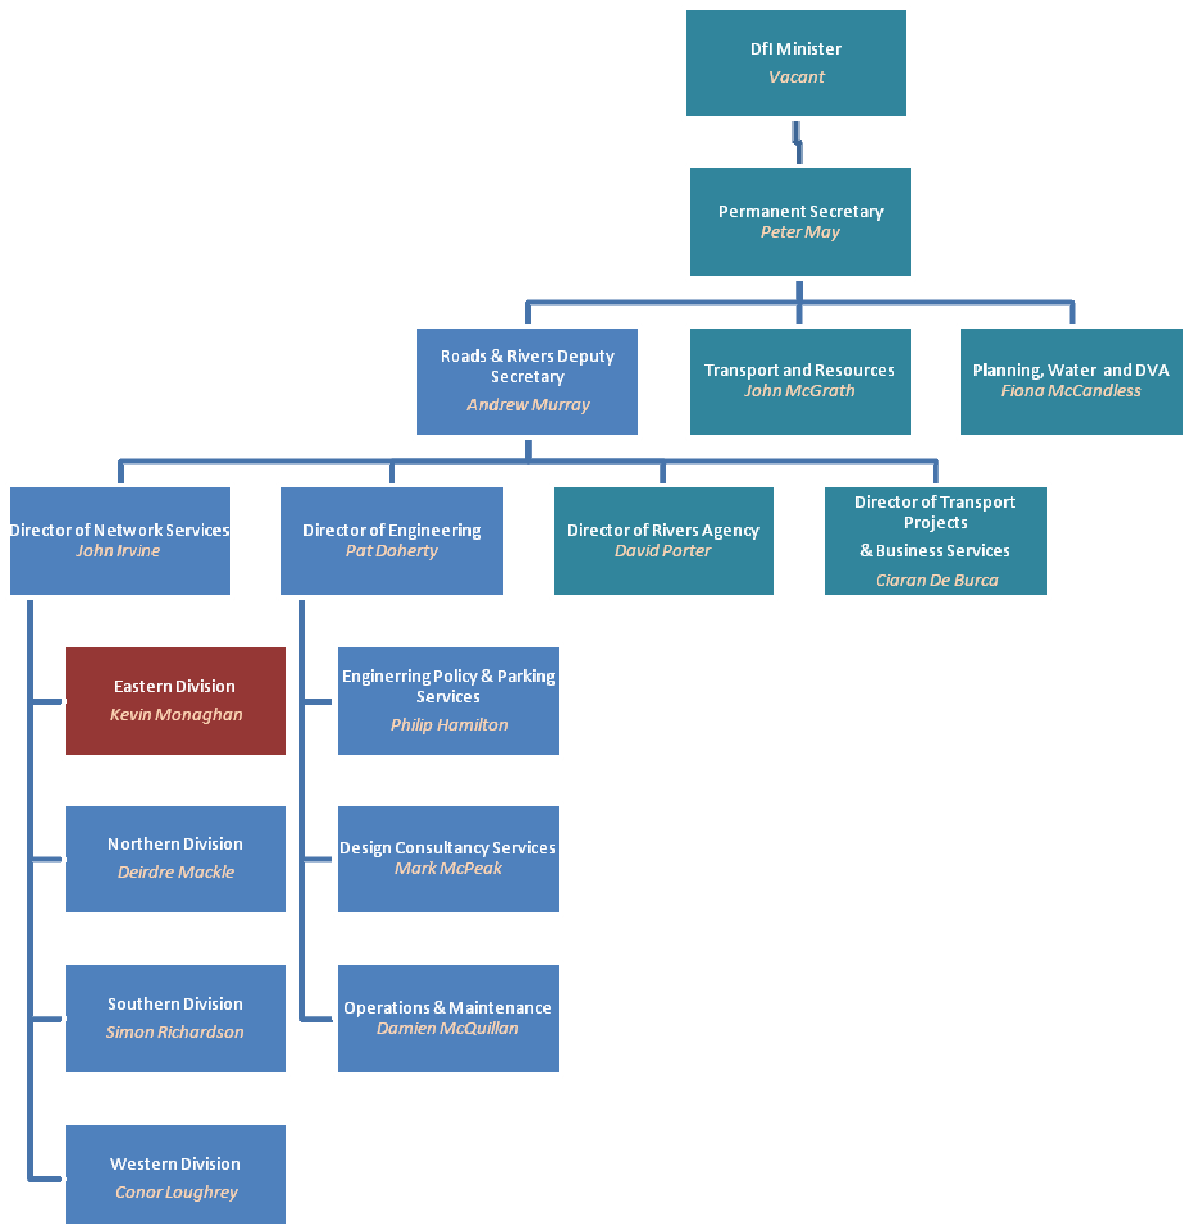 DfI Minister
Vacant
Permanent Secretary
Peter May
Roads & Rivers Deputy
Secretary
Andrew Murray
Transport and Resources
John McGrath
Planning, Water and DVA
Fiona McCandless
Director of Network Services
John Irvine
Director of Engineering
Pat Doherty
Director of Rivers Agency
David Porter
Director of Transport
Projects
& Business Services
Ciaran De Burca
Eastern Division
Kevin Monaghan
Enginerring Policy & Parking
Services
Philip Hamilton
Northern Division
Deirdre Mackle
Design Consultancy Services
Mark McPeak
Southern Division
Simon Richardson
Operations & Maintenance
Damien McQuillan
Western Division
Conor Loughrey